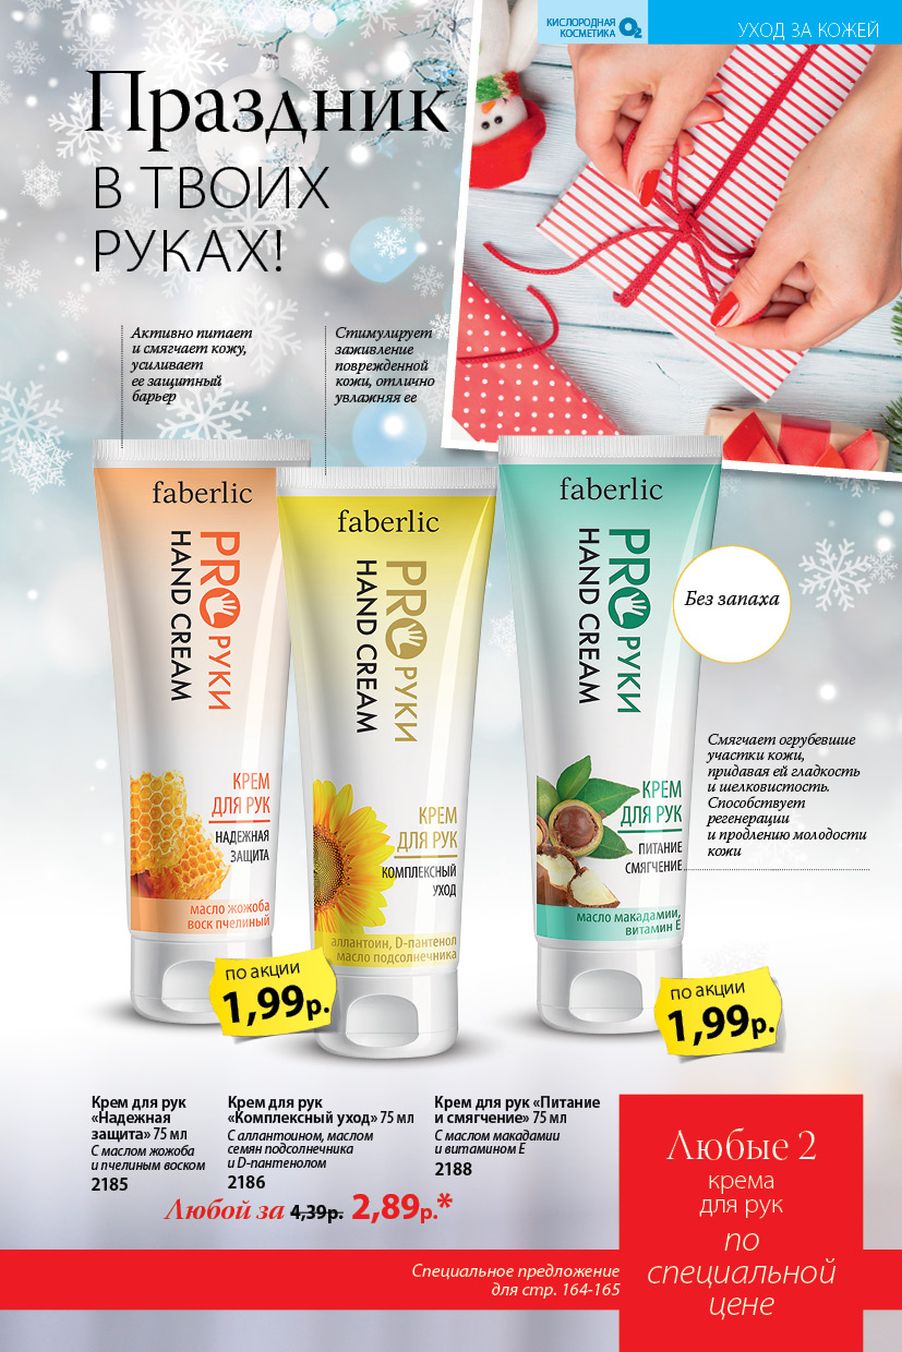 КИСЛОРОДНАЯ
КОСМЕТИКА O2
УХОД ЗА КОЖЕЙ
Праздник
В ТВОИХ
РУКАХ!
Активно питает
и смягчает кожу,
усиливает
ее защитный
барьер
Стимулирует
заживление
поврежденной
кожи, отлично
увлажняя ее
faberlic
PRO РУКИ
HAND CREAM
КРЕМ
ДЛЯ РУК
НАДЕЖНАЯ
ЗАЩИТА
масло жожоба
воск пчелиный
faberlic
PRO РУКИ
HAND CREAM
КРЕМ
ДЛЯ РУК
КОМПЛЕКСНЫЙ
УХОД
аллантоин, D-пантенол
масло подсолнечника
faberlic
PRO РУКИ
HAND CREAM
КРЕМ
ДЛЯ РУК
ПИТАНИЕ
СМЯГЧЕНИЕ
масло макадамии,
витамин Е
Без запаха
Смягчает огрубевшие
участки кожи,
придавая ей гладкость
и шелковистость.
Способствует
регенерации
и продлению молодости
кожи
по акции
1,99р.
по акции
1,99р.
Крем для рук
«Надежная
защита» 75 мл
С маслом жожоба
и пчелиным воском
2185
Крем для рук
«Комплексный уход» 75 мл
С аллантоином, маслом
семян подсолнечника
и D-пантенолом
2186
Крем для рук «Питание
и смягчение» 75 мл
С маслом макадамии
и витамином Е
2188
Любой за 4,39р. 2,89р.*
Любые 2
крема
для рук
по
специальной
цене
Специальное предложение
для стр. 164-165